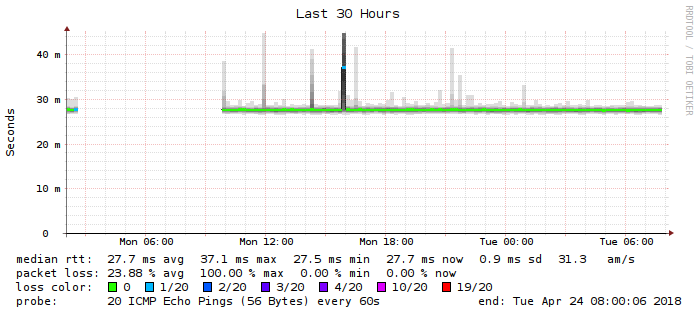 Last 30 Hours
RRDTOOL / TOBI OETIKER
Seconds
40 m
30 m
20 m
10 m
0
Mon 06:00 Mon 12:00 Mon 18:00 Tue 00:00 Tue 06:00
median rtt: 27.7 ms avg 37.1 ms max 27.5 ms min 27.7 ms now 0.9 ms sd 31.3 am/s
packet loss: 23.88 % avg 100.00 % max 0.00 % min 0.00 % now
loss color: 0 1/20 2/20 3/20 4/20 10/20 19/20
probe: 20 ICMP Echo Pings (56 Bytes) every 60s end: Tue Apr 24 08:00:06 2018